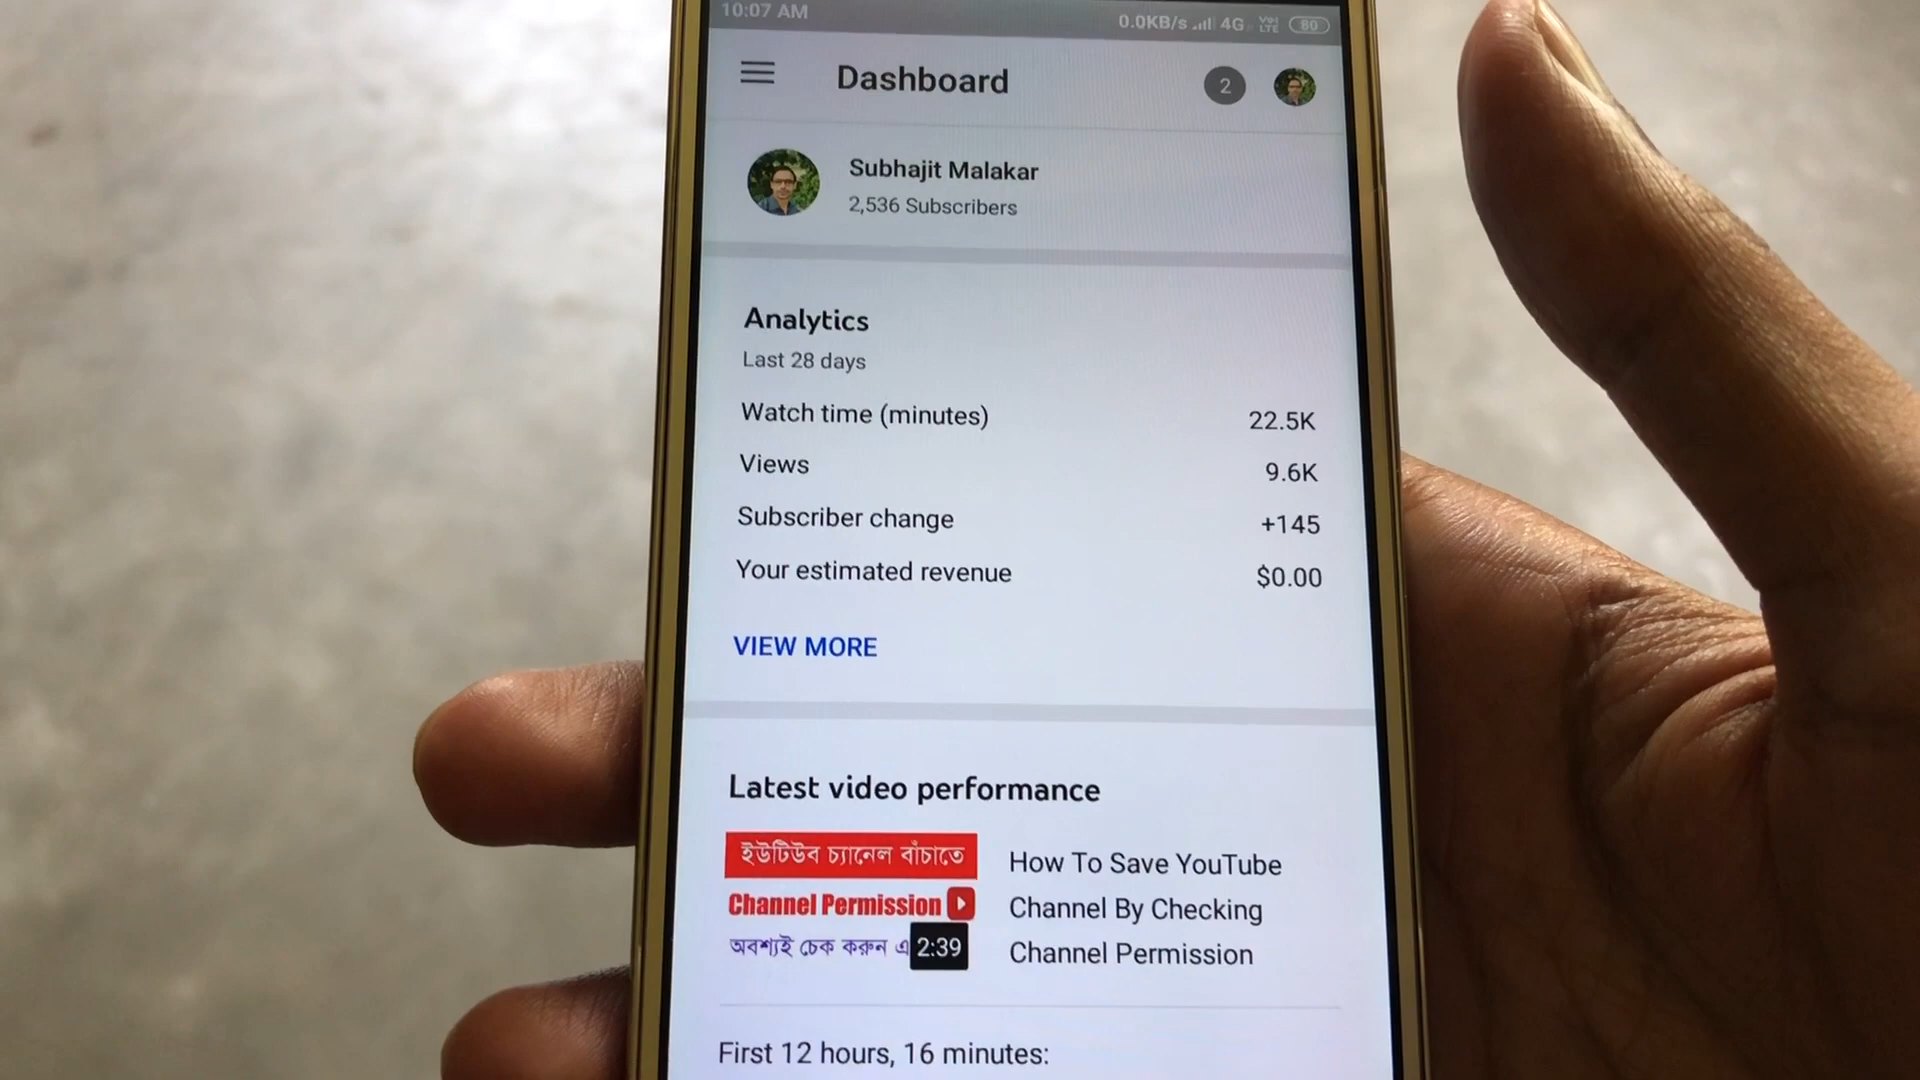 10:07 AM
0.0KB/s 4G VoLTE 80
Dashboard
2
Subhajit Malakar
2,536 Subscribers
Analytics
Last 28 days
Watch time (minutes) 22.5K
Views 9.6K
Subscriber change +145
Your estimated revenue $0.00
VIEW MORE
Latest video performance
ইউটিউব চ্যানেল বাঁচাতে
Channel Permission
অবশ্যই চেক করুন এ
2:39
How To Save YouTube
Channel By Checking
Channel Permission
First 12 hours, 16 minutes: